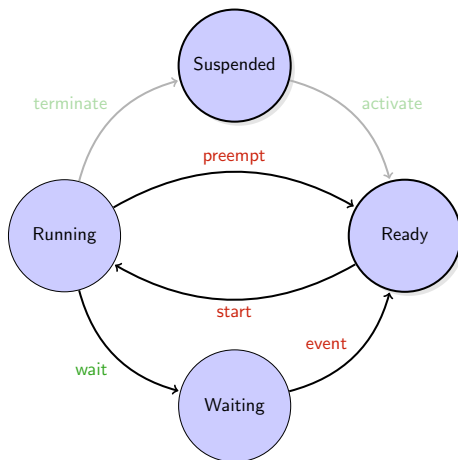 Suspended
terminate
activate
preempt
Running
Ready
start
event
wait
Waiting